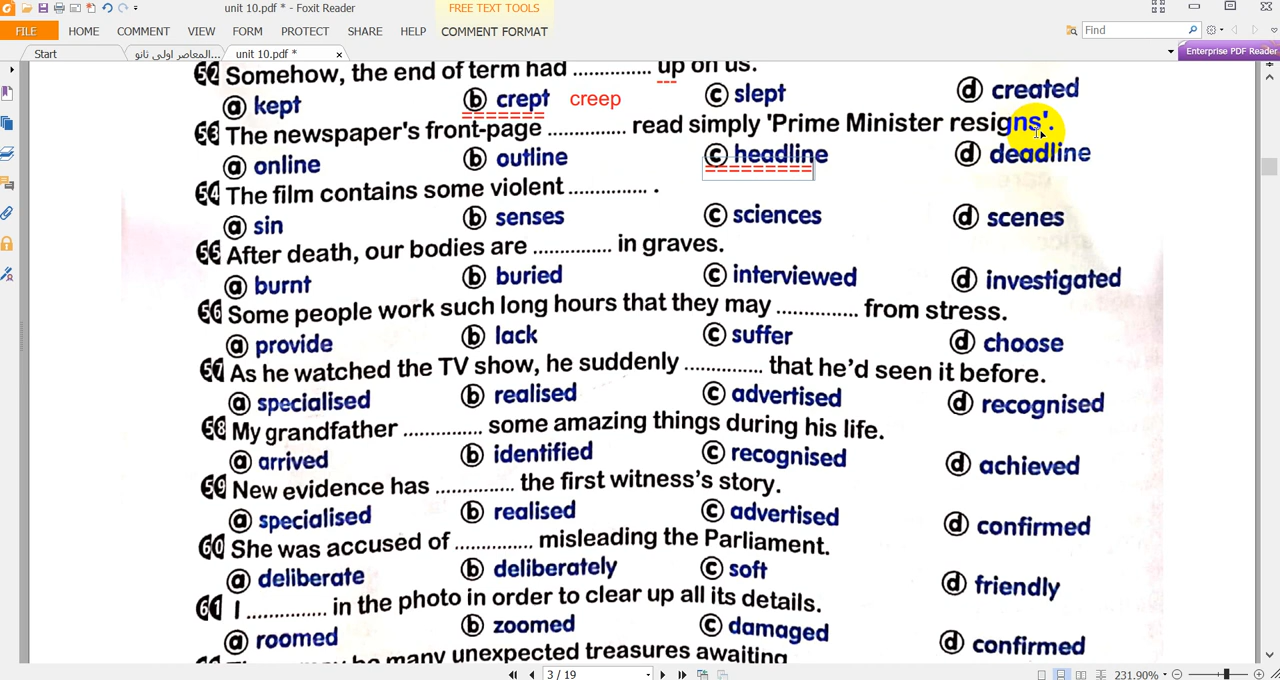 unit 10.pdf * - Foxit Reader
FREE TEXT TOOLS
FILE HOME COMMENT VIEW FORM PROTECT SHARE HELP COMMENT FORMAT
Find
Start
المعاصر اولى ثانو...
unit 10.pdf *
Enterprise PDF Reader
52 Somehow, the end of term had .............. up on us.
a kept b crept creep c slept d created
53 The newspaper's front-page .............. read simply 'Prime Minister resigns'.
a online b outline c headline d deadline
54 The film contains some violent .............. .
a sin b senses c sciences d scenes
55 After death, our bodies are .............. in graves.
a burnt b buried c interviewed d investigated
56 Some people work such long hours that they may .............. from stress.
a provide b lack c suffer d choose
57 As he watched the TV show, he suddenly .............. that he'd seen it before.
a specialised b realised c advertised d recognised
58 My grandfather .............. some amazing things during his life.
a arrived b identified c recognised d achieved
59 New evidence has .............. the first witness's story.
a specialised b realised c advertised d confirmed
60 She was accused of .............. misleading the Parliament.
a deliberate b deliberately c soft d friendly
61 I .............. in the photo in order to clear up all its details.
a roomed b zoomed c damaged d confirmed
be many unexpected treasures awaiting
3 / 19
231.90%